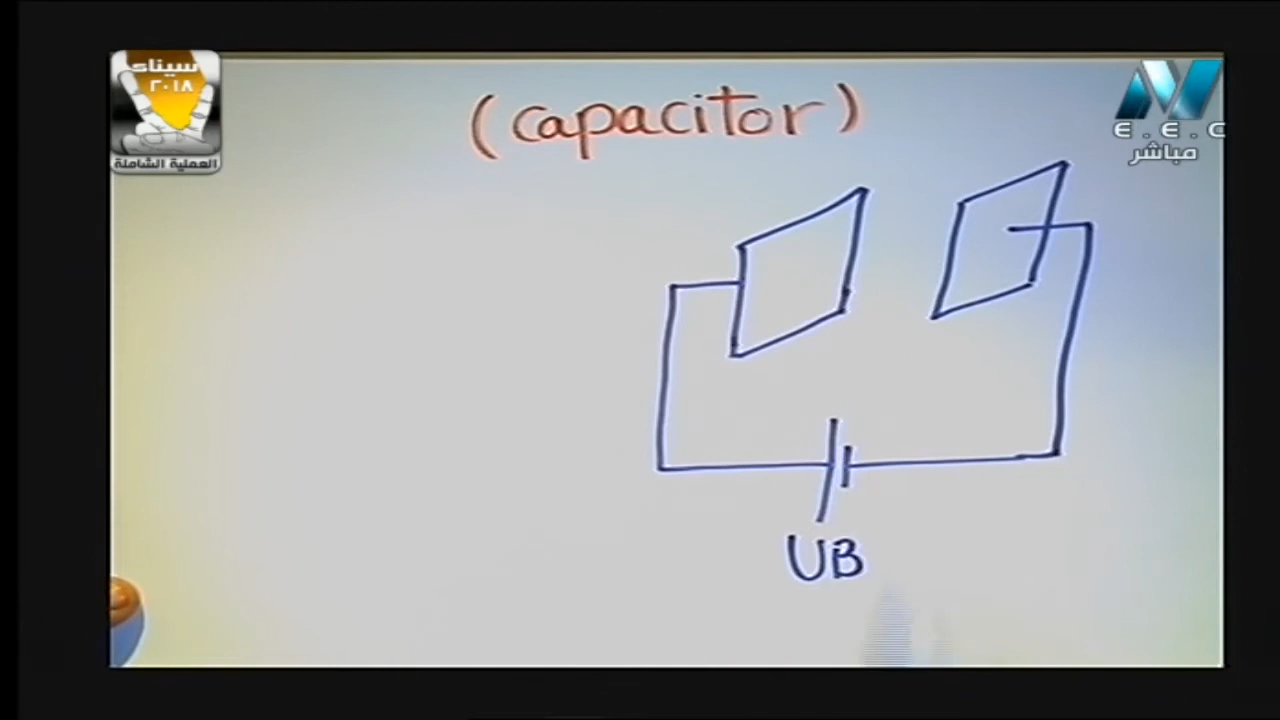 سيناء
٢٠١٨
العملية الشاملة
E.E.C
مباشر
(capacitor)
UB